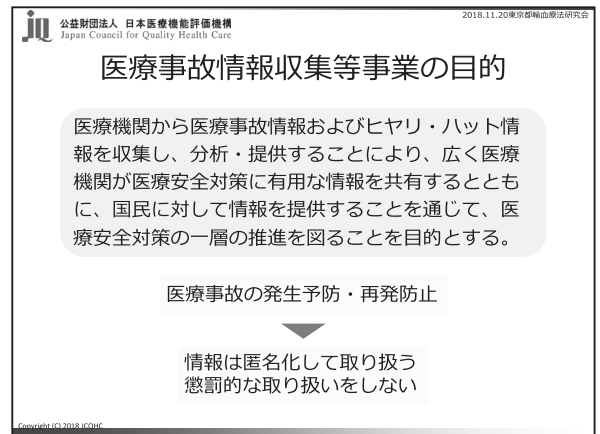 2018.11.20東京都輸血療法研究会
jq 公益財団法人 日本医療機能評価機構
Japan Council for Quality Health Care
医療事故情報収集等事業の目的
医療機関から医療事故情報およびヒヤリ・ハット情
報を収集し、分析・提供することにより、広く医療
機関が医療安全対策に有用な情報を共有するととも
に、国民に対して情報を提供することを通じて、医
療安全対策の一層の推進を図ることを目的とする。
医療事故の発生予防・再発防止
情報は匿名化して取り扱う
懲罰的な取り扱いをしない
Copyright (C) 2018 JCQHC